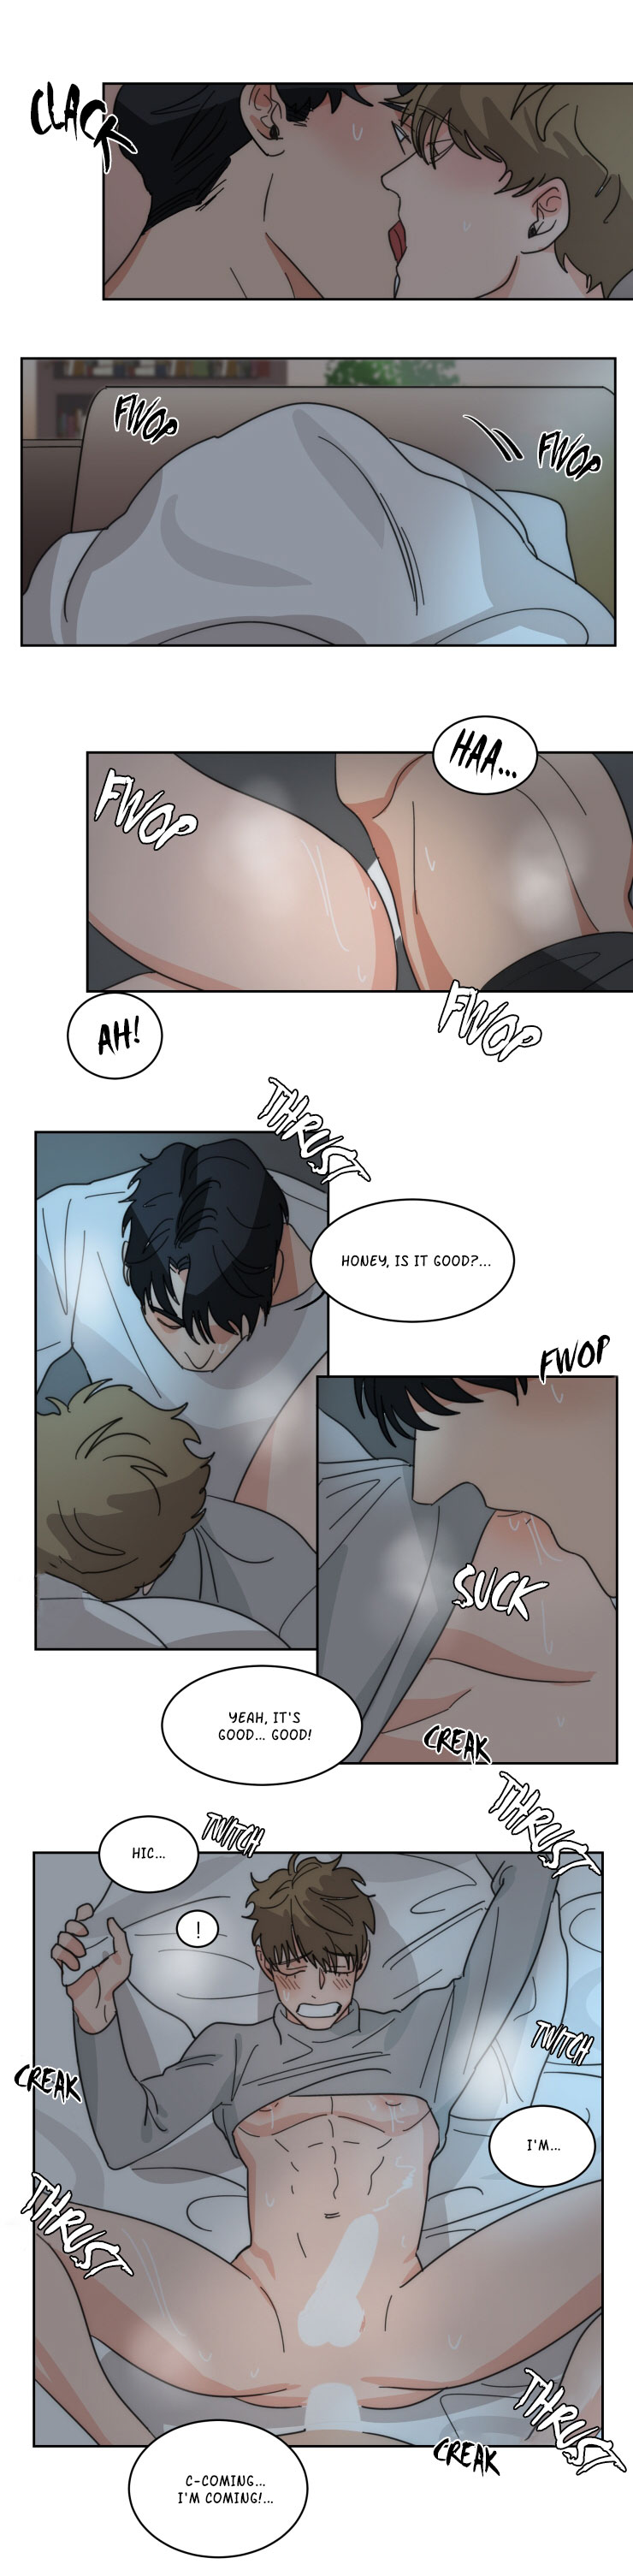 CLACK
FWOP
FWOP
HAA...
FWOP
AH!
FWOP
THRUST
HONEY, IS IT GOOD?...
FWOP
SUCK
YEAH, IT'S
GOOD... GOOD!
CREAK
THRUST
TWITCH
HIC...
!
TWITCH
CREAK
I'M...
THRUST
THRUST
CREAK
C-COMING...
I'M COMING!...